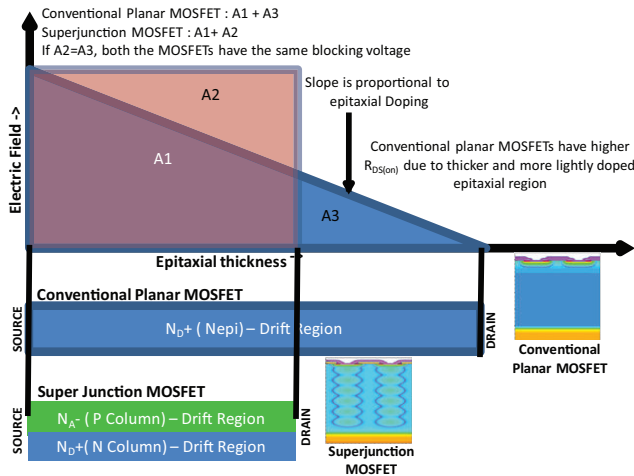 Conventional Planar MOSFET : A1 + A3
Superjunction MOSFET : A1+ A2
If A2=A3, both the MOSFETs have the same blocking voltage
Slope is proportional to
epitaxial Doping
A2
Conventional planar MOSFETs have higher
RDS(on) due to thicker and more lightly doped
epitaxial region
A1
A3
Electric Field ->
Epitaxial thickness ->
Conventional Planar MOSFET
SOURCE
ND+ ( Nepi) – Drift Region
DRAIN
Conventional
Planar MOSFET
Super Junction MOSFET
SOURCE
NA- ( P Column) – Drift Region
ND+( N Column) – Drift Region
DRAIN
Superjunction
MOSFET